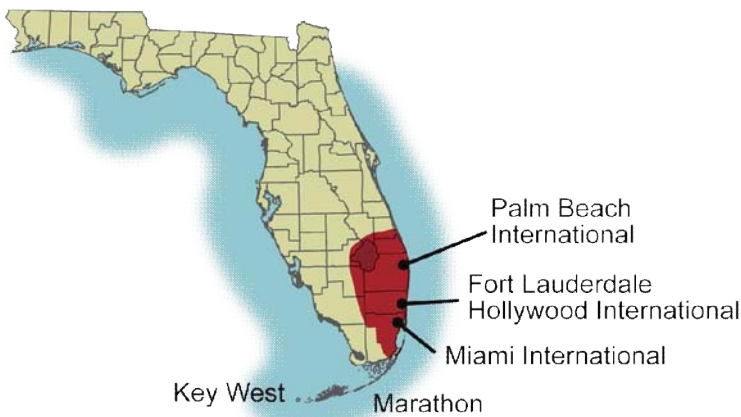 Palm Beach
International
Fort Lauderdale
Hollywood International
Miami International
Key West
Marathon